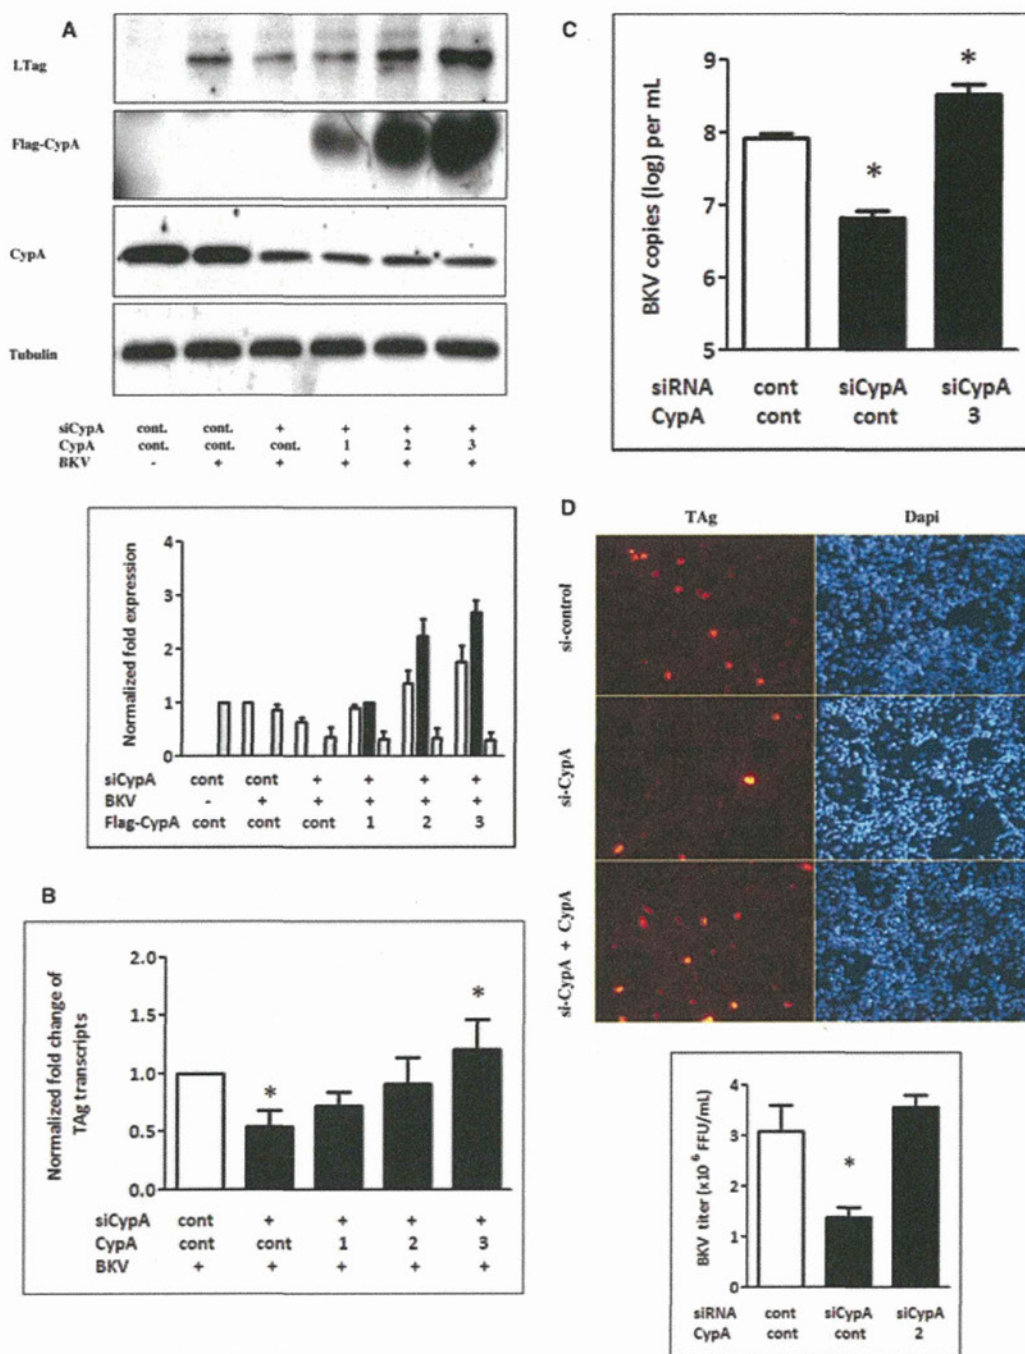 A
LTag
Flag-CypA
CypA
Tubulin
siCypA cont. cont. + + + +
CypA cont. cont. cont. 1 2 3
BKV - + + + + +
Normalized fold expression
4
3
2
1
0
siCypA cont cont + + + +
BKV - + + + + +
Flag-CypA cont cont cont 1 2 3
B
Normalized fold change of
TAg transcripts
2.0
1.5
1.0
0.5
0.0
* *
siCypA cont + + + +
CypA cont cont 1 2 3
BKV + + + + +
C
BKV copies (log) per mL
9
8
7
6
5
* *
siRNA cont siCypA siCypA
CypA cont cont 3
D
TAg Dapi
si-control
si-CypA
si-CypA + CypA
BKV titer (x10⁶ FFU/mL)
4
3
2
1
0
*
siRNA cont siCypA siCypA
CypA cont cont 2